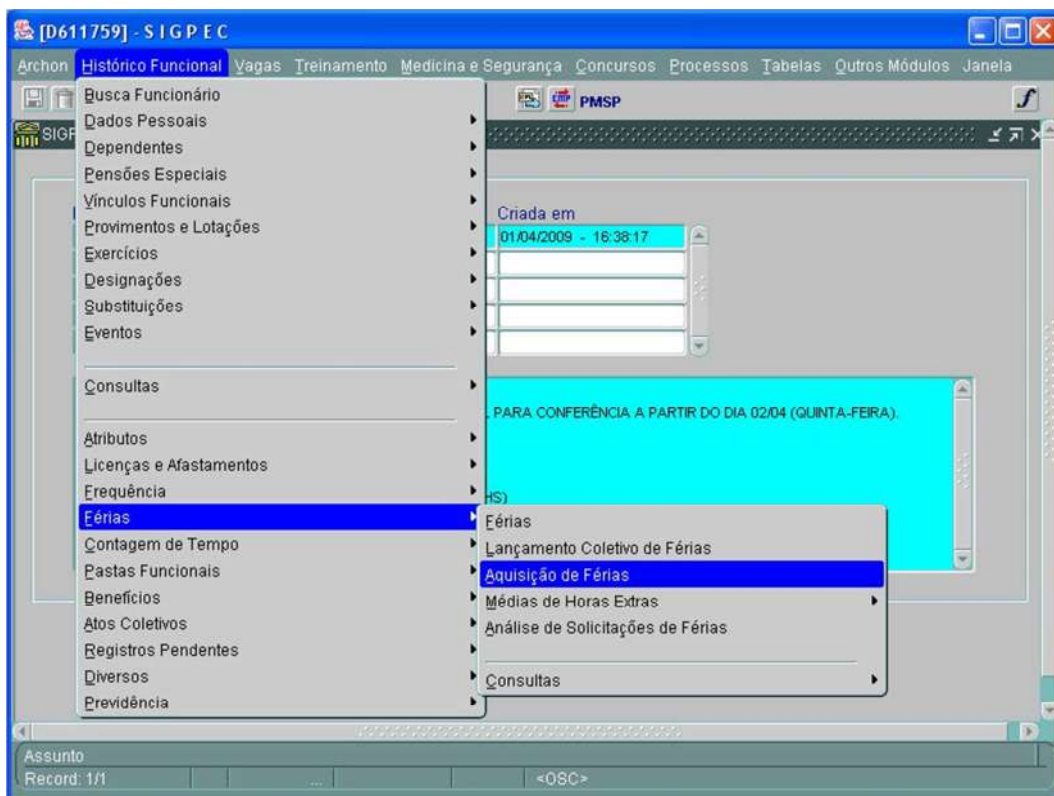 [D611759] - S I G P E C
Archon Histórico Funcional Vagas Treinamento Medicina e Segurança Concursos Processos Tabelas Outros Módulos Janela
PMSP
SIGP
Busca Funcionário
Dados Pessoais
Dependentes
Pensões Especiais
Vínculos Funcionais
Provimentos e Lotações
Exercícios
Designações
Substituições
Eventos
Consultas
Atributos
Licenças e Afastamentos
Frequência
Férias
Contagem de Tempo
Pastas Funcionais
Benefícios
Atos Coletivos
Registros Pendentes
Diversos
Previdência
Criada em
01/04/2009 - 16:38:17
PARA CONFERÊNCIA A PARTIR DO DIA 02/04 (QUINTA-FEIRA).
HS)
Férias
Lançamento Coletivo de Férias
Aquisição de Férias
Médias de Horas Extras
Análise de Solicitações de Férias
Consultas
Assunto
Record: 1/1 ... <OSC>